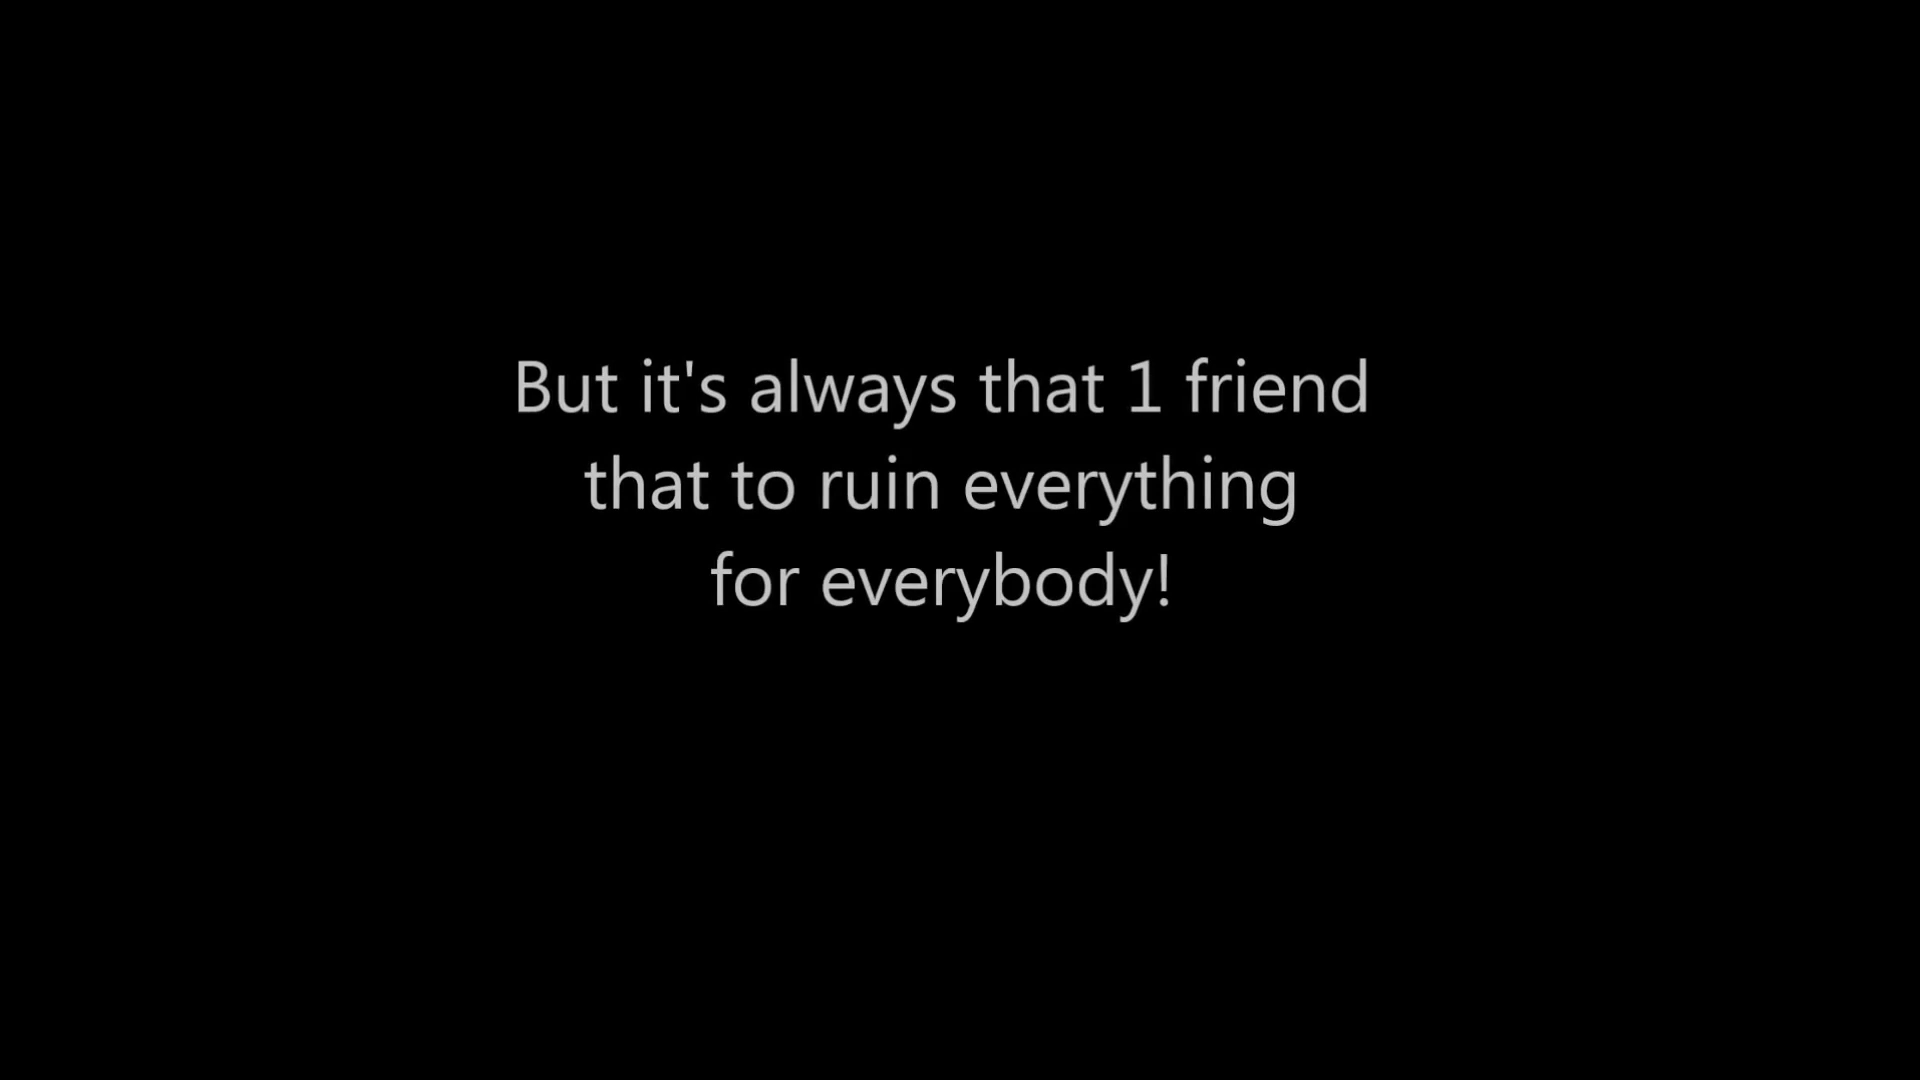 But it's always that 1 friend
that to ruin everything
for everybody!